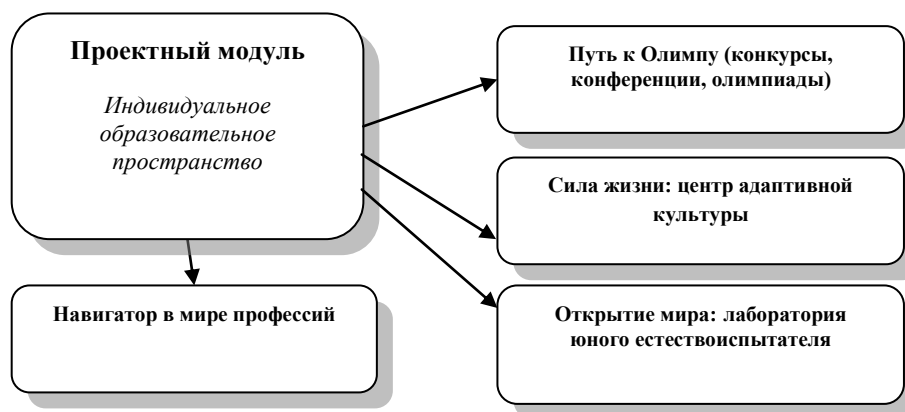 Проектный модуль
Индивидуальное
образовательное
пространство
Путь к Олимпу (конкурсы,
конференции, олимпиады)
Сила жизни: центр адаптивной
культуры
Навигатор в мире профессий
Открытие мира: лаборатория
юного естествоиспытателя